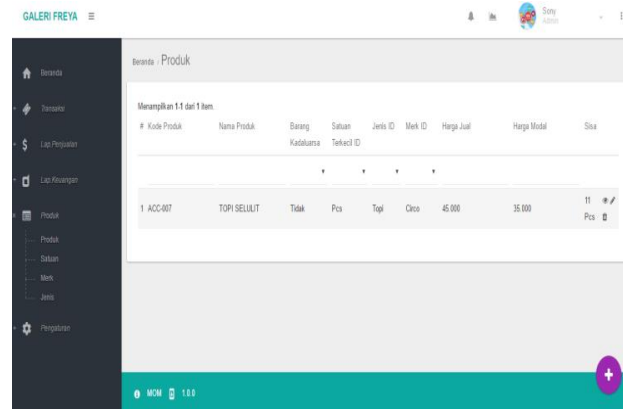 GALERI FREYA
Sony
Admin
Beranda
Transaksi
Lap.Penjualan
Lap.Keuangan
Produk
Produk
Satuan
Merk
Jenis
Pengaturan
Beranda / Produk
Menampilkan 1-1 dari 1 item.
# Kode Produk Nama Produk Barang Kadaluarsa Satuan Terkecil ID Jenis ID Merk ID Harga Jual Harga Modal Sisa
1 ACC-007 TOPI SELULIT Tidak Pcs Topi Circo 45.000 35.000 11 Pcs
MOM 1.0.0